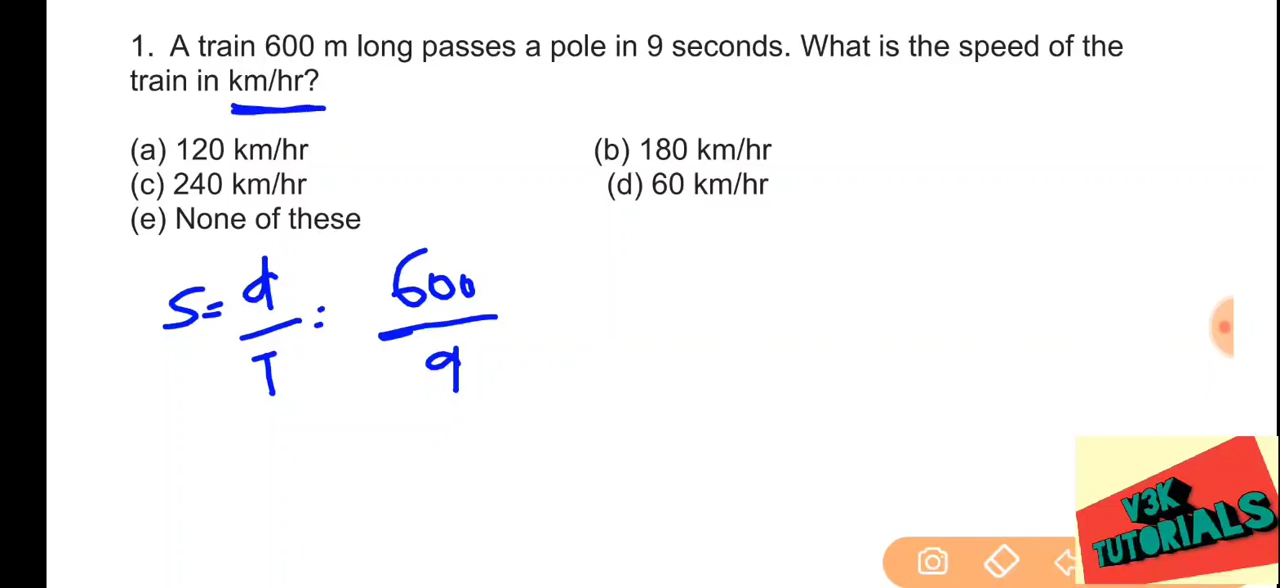 1. A train 600 m long passes a pole in 9 seconds. What is the speed of the
train in km/hr?
(a) 120 km/hr (b) 180 km/hr
(c) 240 km/hr (d) 60 km/hr
(e) None of these
S = d/T : 600/9
V3K
TUTORIALS